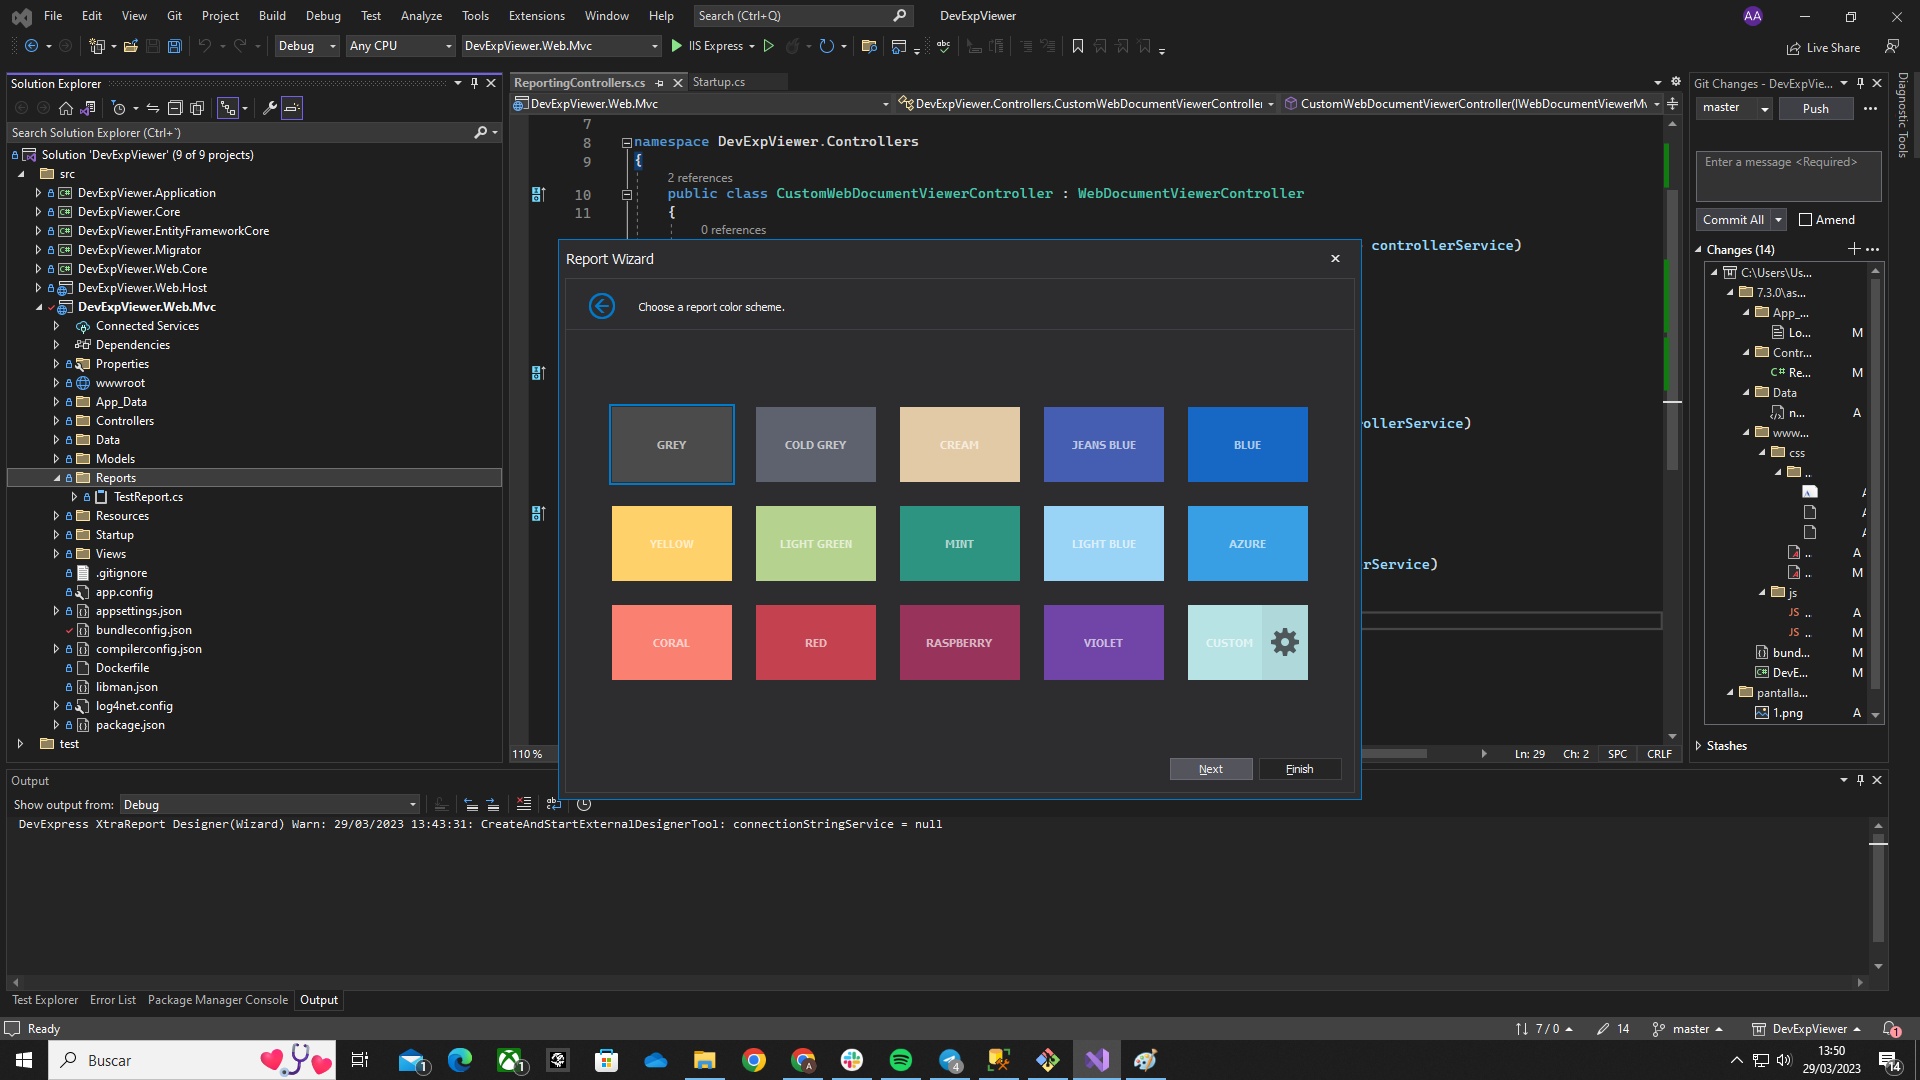 File Edit View Git Project Build Debug Test Analyze Tools Extensions Window Help Search (Ctrl+Q) DevExpViewer AA
Debug Any CPU DevExpViewer.Web.Mvc IIS Express Live Share
Solution Explorer
Search Solution Explorer (Ctrl+`)
Solution 'DevExpViewer' (9 of 9 projects)
src
DevExpViewer.Application
DevExpViewer.Core
DevExpViewer.EntityFrameworkCore
DevExpViewer.Migrator
DevExpViewer.Web.Core
DevExpViewer.Web.Host
DevExpViewer.Web.Mvc
Connected Services
Dependencies
Properties
wwwroot
App_Data
Controllers
Data
Models
Reports
TestReport.cs
Resources
Startup
Views
.gitignore
app.config
appsettings.json
bundleconfig.json
compilerconfig.json
Dockerfile
libman.json
log4net.config
package.json
test
ReportingControllers.cs Startup.cs
DevExpViewer.Web.Mvc DevExpViewer.Controllers.CustomWebDocumentViewerController CustomWebDocumentViewerController(IWebDocumentViewerMv
7
8 namespace DevExpViewer.Controllers
9 {
2 references
10 public class CustomWebDocumentViewerController : WebDocumentViewerController
11 {
0 references
controllerService)
ollerService)
rService)
110 % Ln: 29 Ch: 2 SPC CRLF
Report Wizard
Choose a report color scheme.
GREY COLD GREY CREAM JEANS BLUE BLUE
YELLOW LIGHT GREEN MINT LIGHT BLUE AZURE
CORAL RED RASPBERRY VIOLET CUSTOM
Next Finish
Git Changes - DevExpVie...
master Push
Enter a message <Required>
Commit All Amend
Changes (14)
C:\Users\Us...
7.3.0\as...
App_...
Lo... M
Contr...
C# Re... M
Data
n... A
www...
css
..
A
A
A
.. A
.. M
js
JS .. A
JS .. M
bund... M
DevE... M
pantalla...
1.png A
Stashes
Diagnostic Tools
Output
Show output from: Debug
DevExpress XtraReport Designer(Wizard) Warn: 29/03/2023 13:43:31: CreateAndStartExternalDesignerTool: connectionStringService = null
Test Explorer Error List Package Manager Console Output
Ready 7 / 0 14 master DevExpViewer 1
Buscar 1 1 A 4 13:50
29/03/2023 14